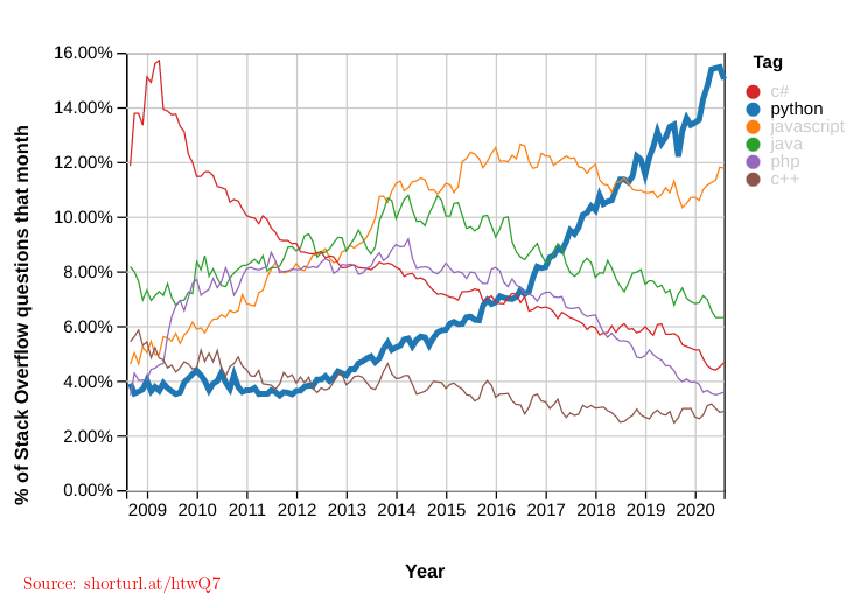 16.00%
14.00%
12.00%
10.00%
8.00%
6.00%
4.00%
2.00%
0.00%
% of Stack Overflow questions that month
2009 2010 2011 2012 2013 2014 2015 2016 2017 2018 2019 2020
Year
Tag
c#
python
javascript
java
php
c++
Source: shorturl.at/htwQ7